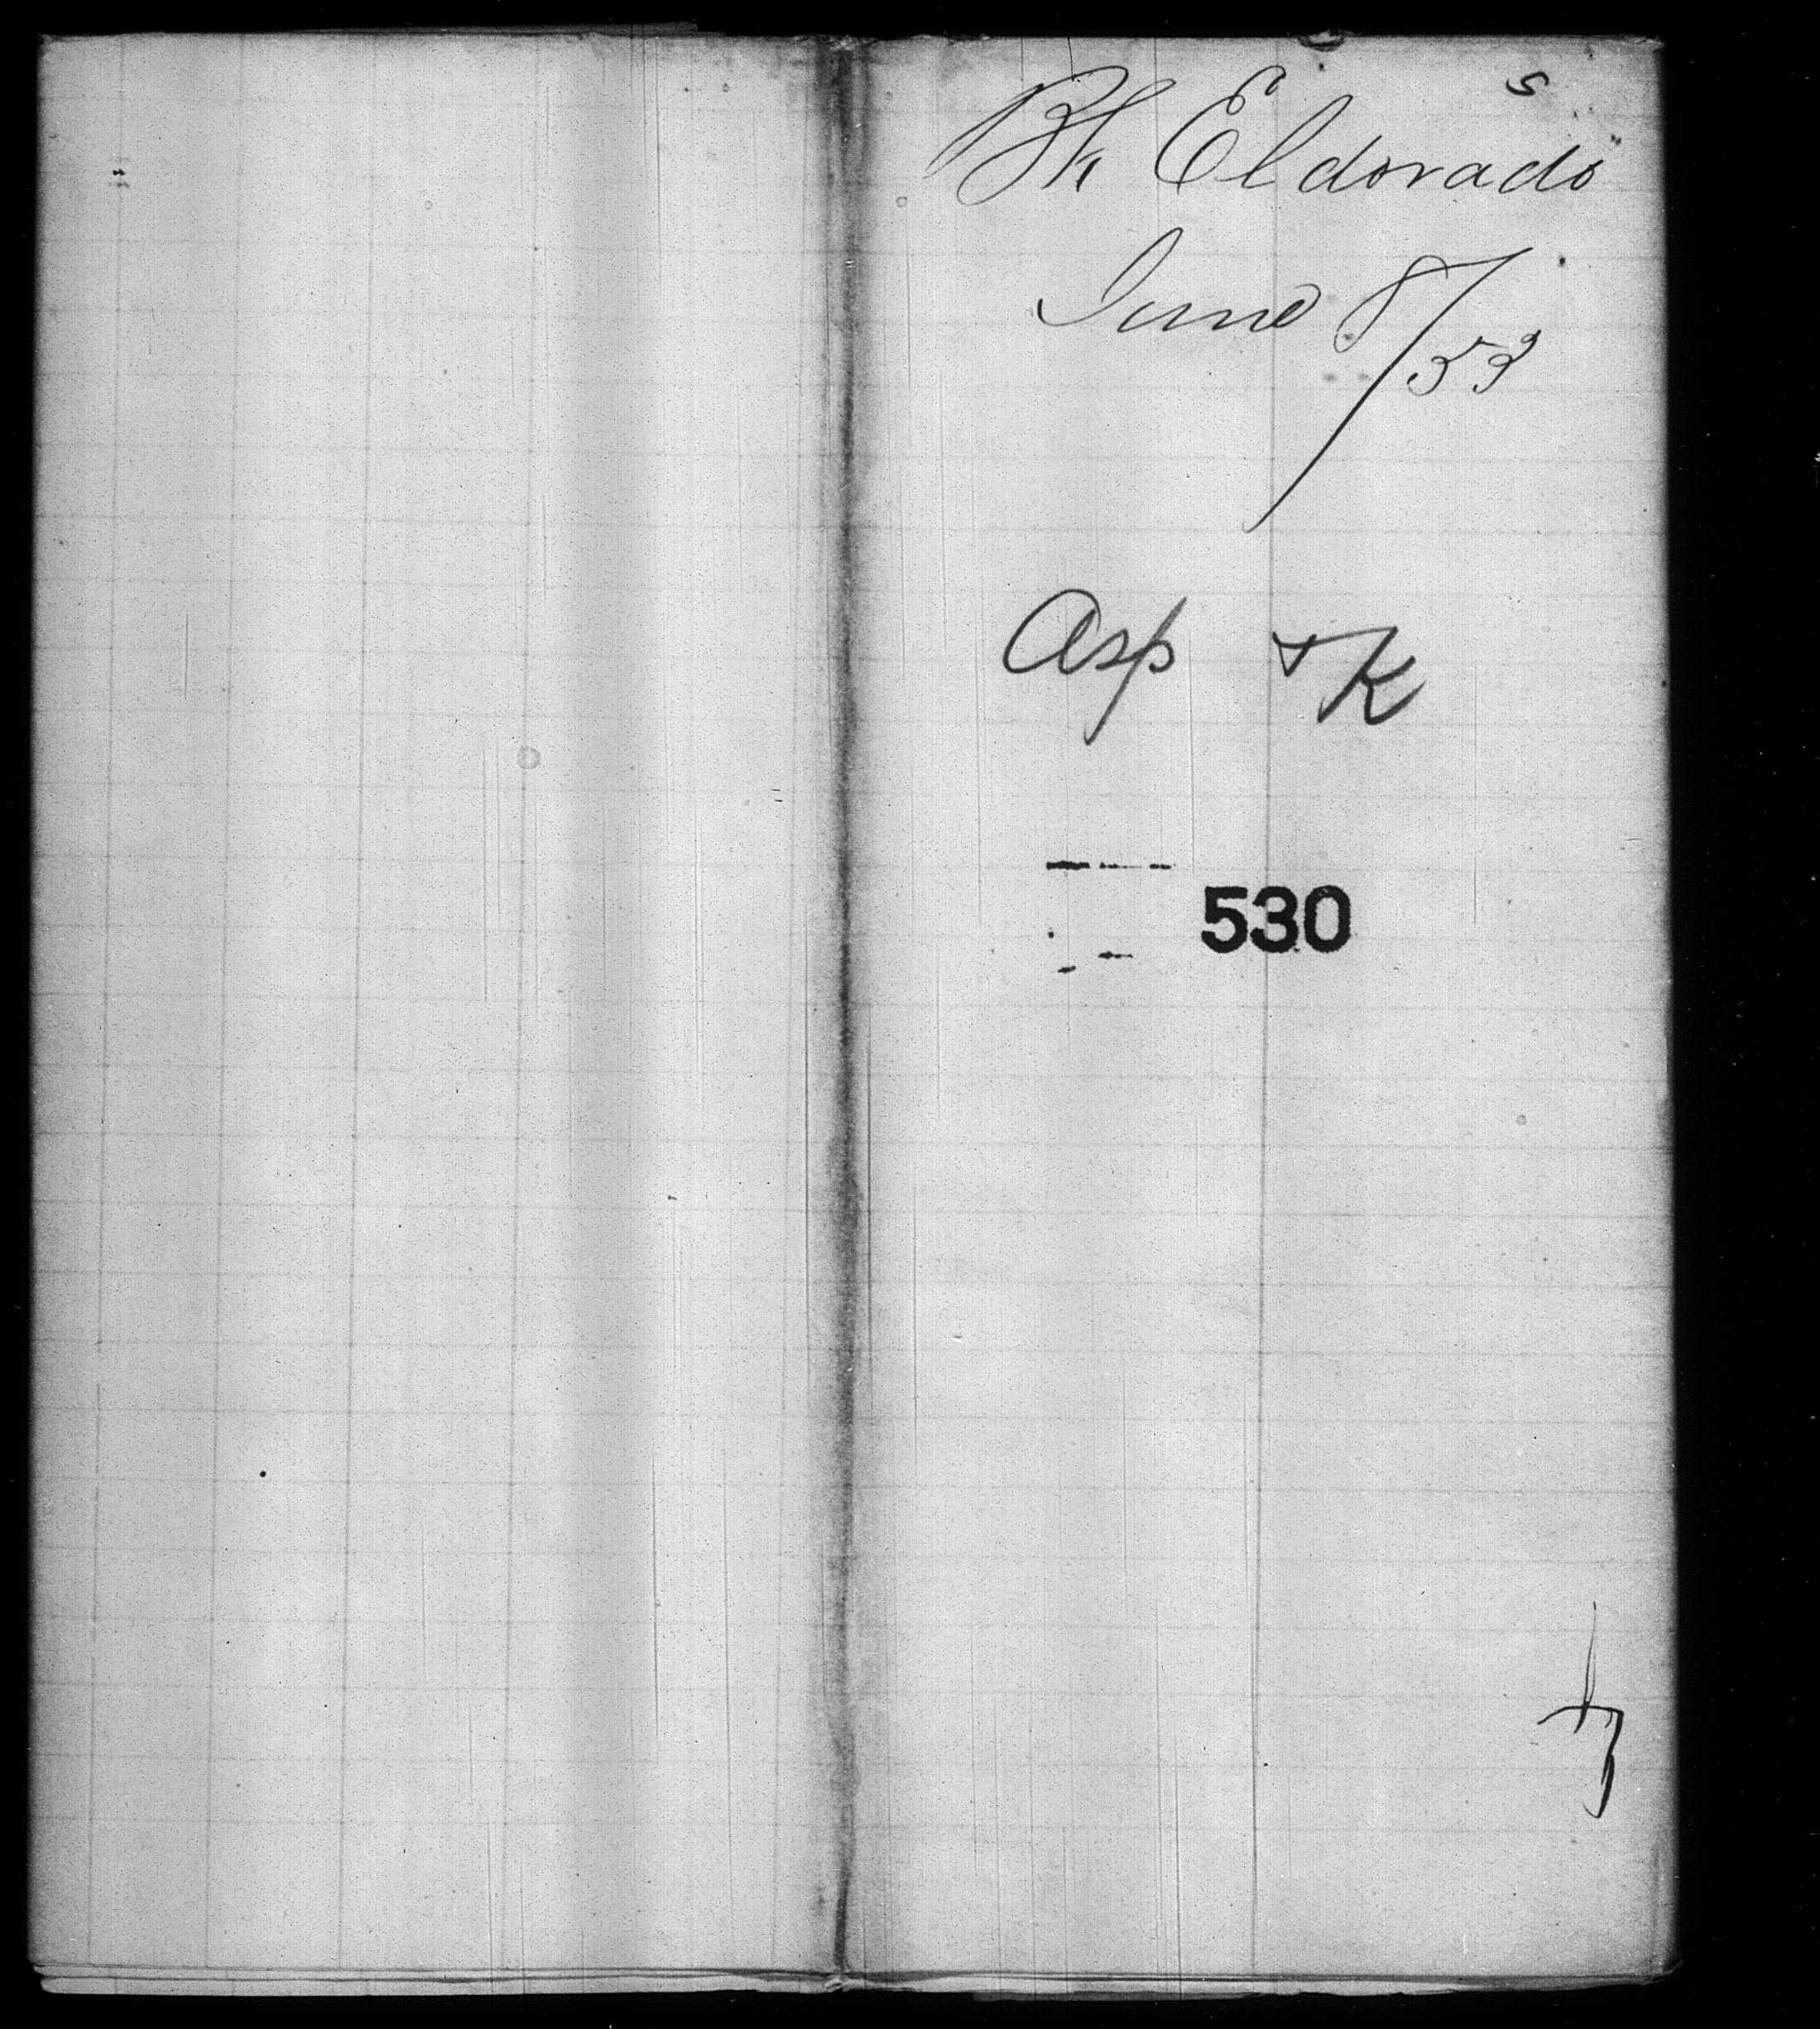 s
Bk Eldorado
June 8/53
Asp + K
530